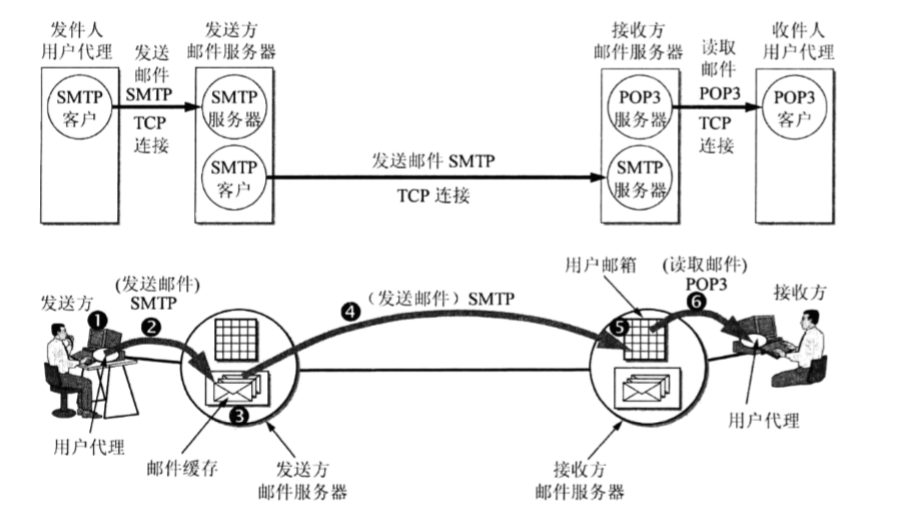 发件人
用户代理
发送
邮件
SMTP
TCP
连接
发送方
邮件服务器
SMTP
客户
SMTP
服务器
SMTP
客户
发送邮件 SMTP
TCP 连接
接收方
邮件服务器
POP3
服务器
SMTP
服务器
读取
邮件
POP3
TCP
连接
收件人
用户代理
POP3
客户
发送方
(发送邮件)
SMTP
❶
❷
❸
❹
(发送邮件) SMTP
用户邮箱
❺
(读取邮件)
POP3
❻
接收方
用户代理
邮件缓存
发送方
邮件服务器
接收方
邮件服务器
用户代理